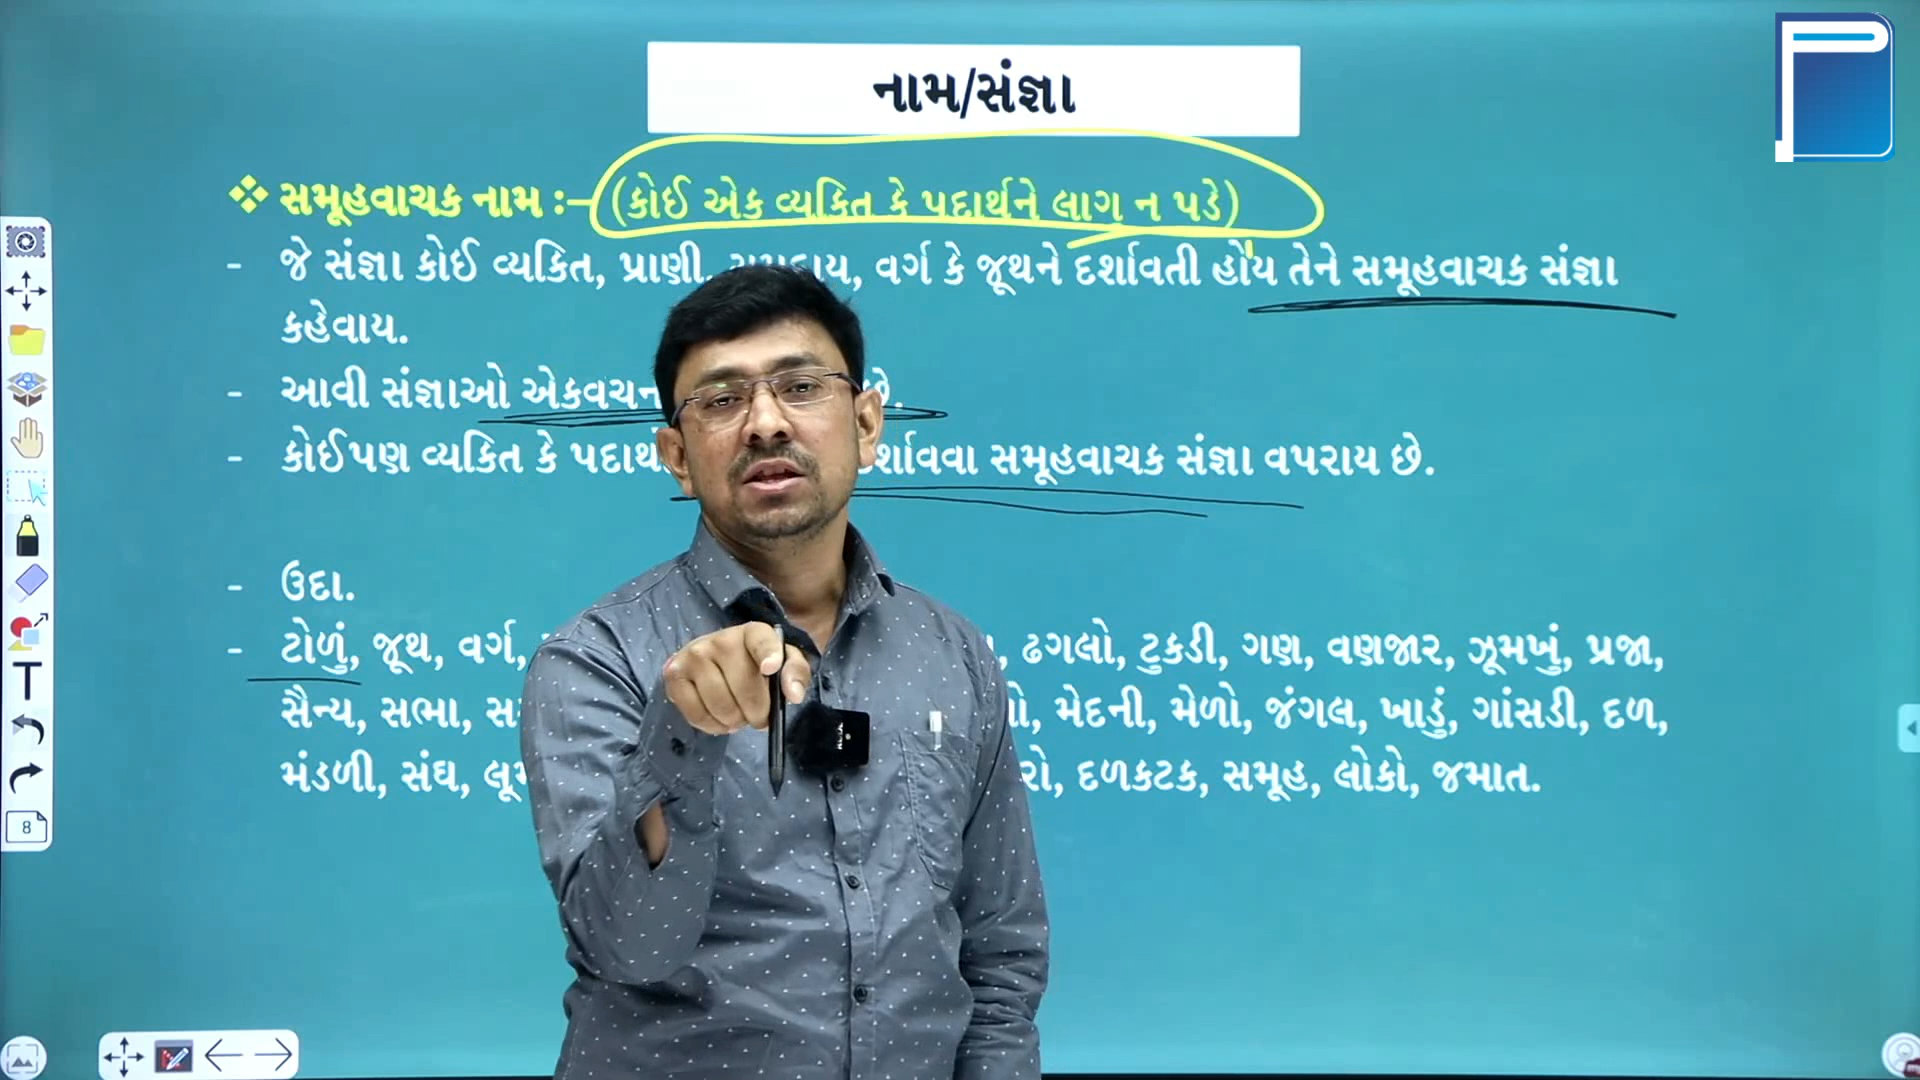 નામ/સંજ્ઞા
❖ સમૂહવાચક નામ :– (કોઈ એક વ્યકિત કે પદાર્થને લાગુ ન પડે)
- જે સંજ્ઞા કોઈ વ્યકિત, પ્રાણી, વર્ગ કે જૂથને દર્શાવતી હોય તેને સમૂહવાચક સંજ્ઞા
કહેવાય.
- આવી સંજ્ઞાઓ એકવચન છે.
- કોઈપણ વ્યકિત કે સમૂહવાચક સંજ્ઞા વપરાય છે.
- ઉદા.
- ટોળું, જૂથ, વર્ગ, ઢગલો, ટુકડી, ગણ, વણજાર, ઝૂમખું, પ્રજા,
સૈન્ય, સભા, મેદની, મેળો, જંગલ, ખાડું, ગાંસડી, દળ,
મંડળી, સંઘ, દળકટક, સમૂહ, લોકો, જમાત.
8